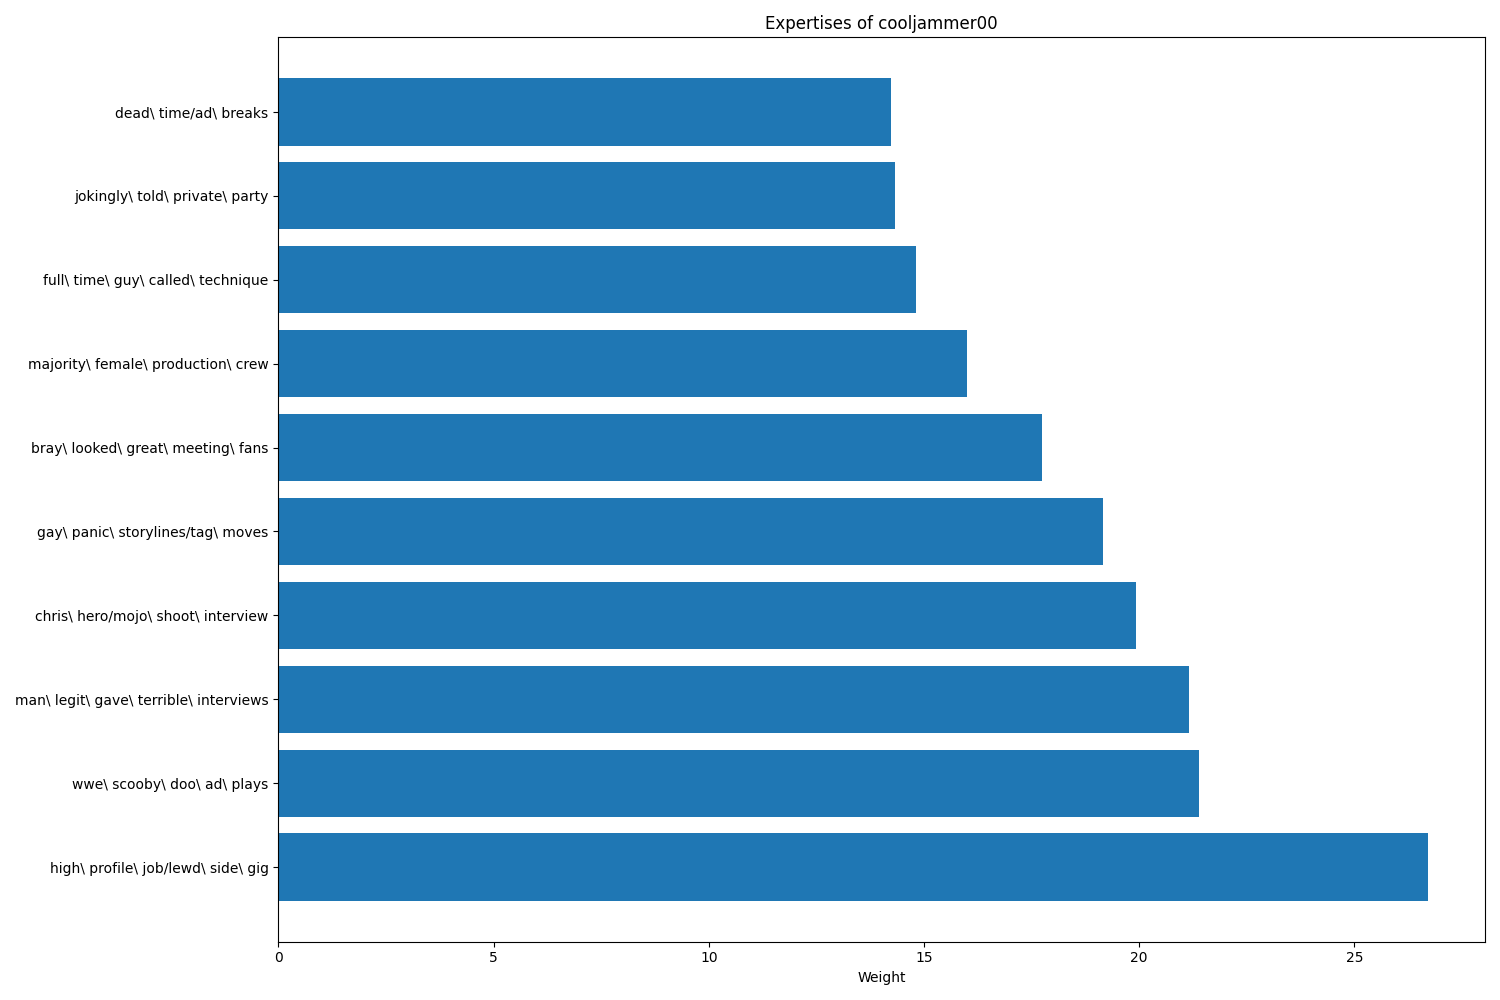 Expertises of cooljammer00
dead\ time/ad\ breaks
jokingly\ told\ private\ party
full\ time\ guy\ called\ technique
majority\ female\ production\ crew
bray\ looked\ great\ meeting\ fans
gay\ panic\ storylines/tag\ moves
chris\ hero/mojo\ shoot\ interview
man\ legit\ gave\ terrible\ interviews
wwe\ scooby\ doo\ ad\ plays
high\ profile\ job/lewd\ side\ gig
0 5 10 15 20 25
Weight